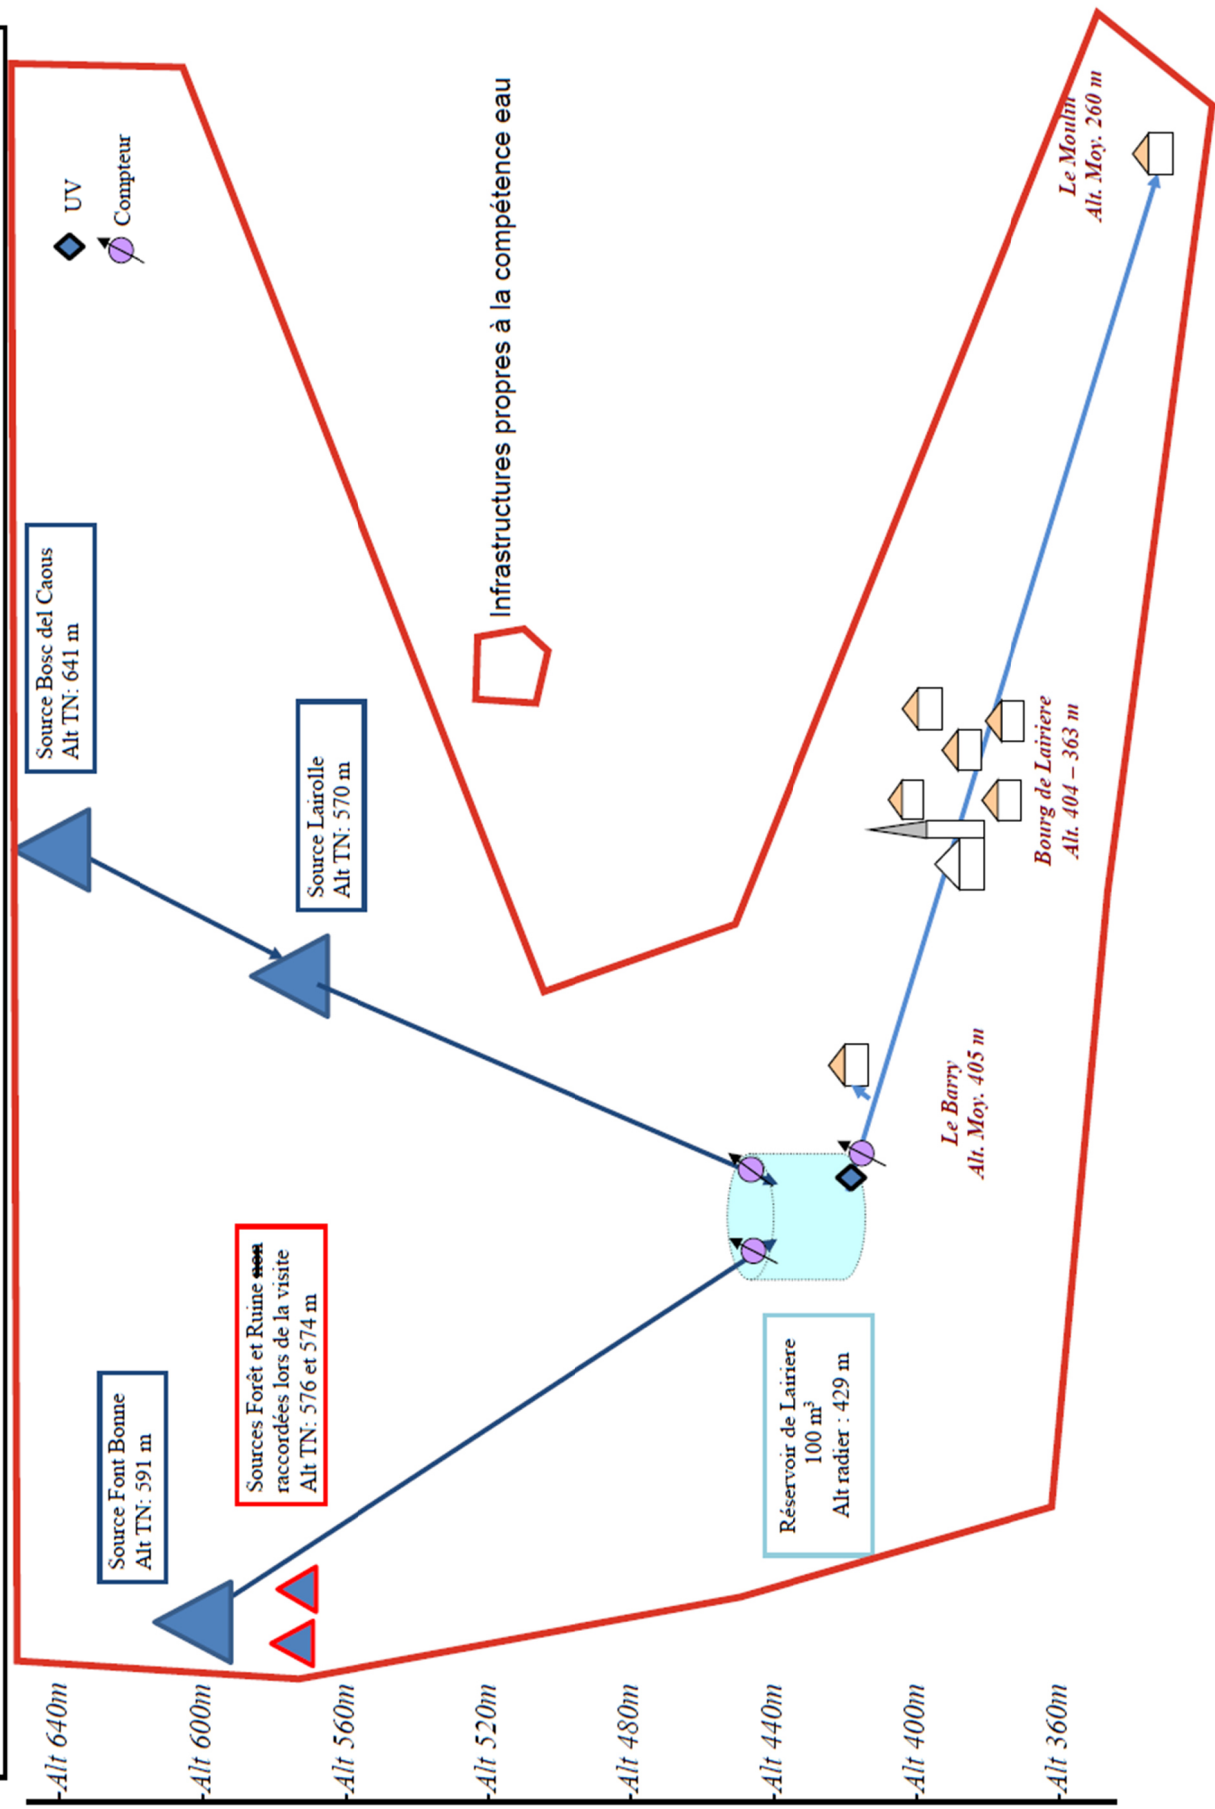 UV
Compteur
Source Bosc del Caous
Alt TN: 641 m
Source Lairolle
Alt TN: 570 m
Infrastructures propres à la compétence eau
Source Font Bonne
Alt TN: 591 m
Sources Forêt et Ruine non
raccordées lors de la visite
Alt TN: 576 et 574 m
Réservoir de Lairiere
100 m³
Alt radier : 429 m
Le Barry
Alt. Moy. 405 m
Bourg de Lairiere
Alt. 404 – 363 m
Le Moulin
Alt. Moy. 260 m
Alt 640m
Alt 600m
Alt 560m
Alt 520m
Alt 480m
Alt 440m
Alt 400m
Alt 360m